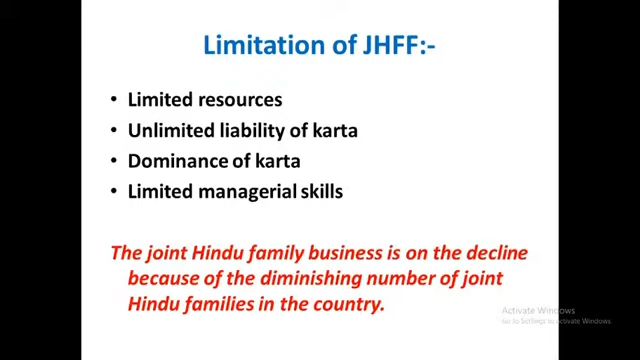 Limitation of JHFF:-
• Limited resources
• Unlimited liability of karta
• Dominance of karta
• Limited managerial skills
The joint Hindu family business is on the decline
because of the diminishing number of joint
Hindu families in the country.
Activate Windows
Go to Settings to activate Windows.